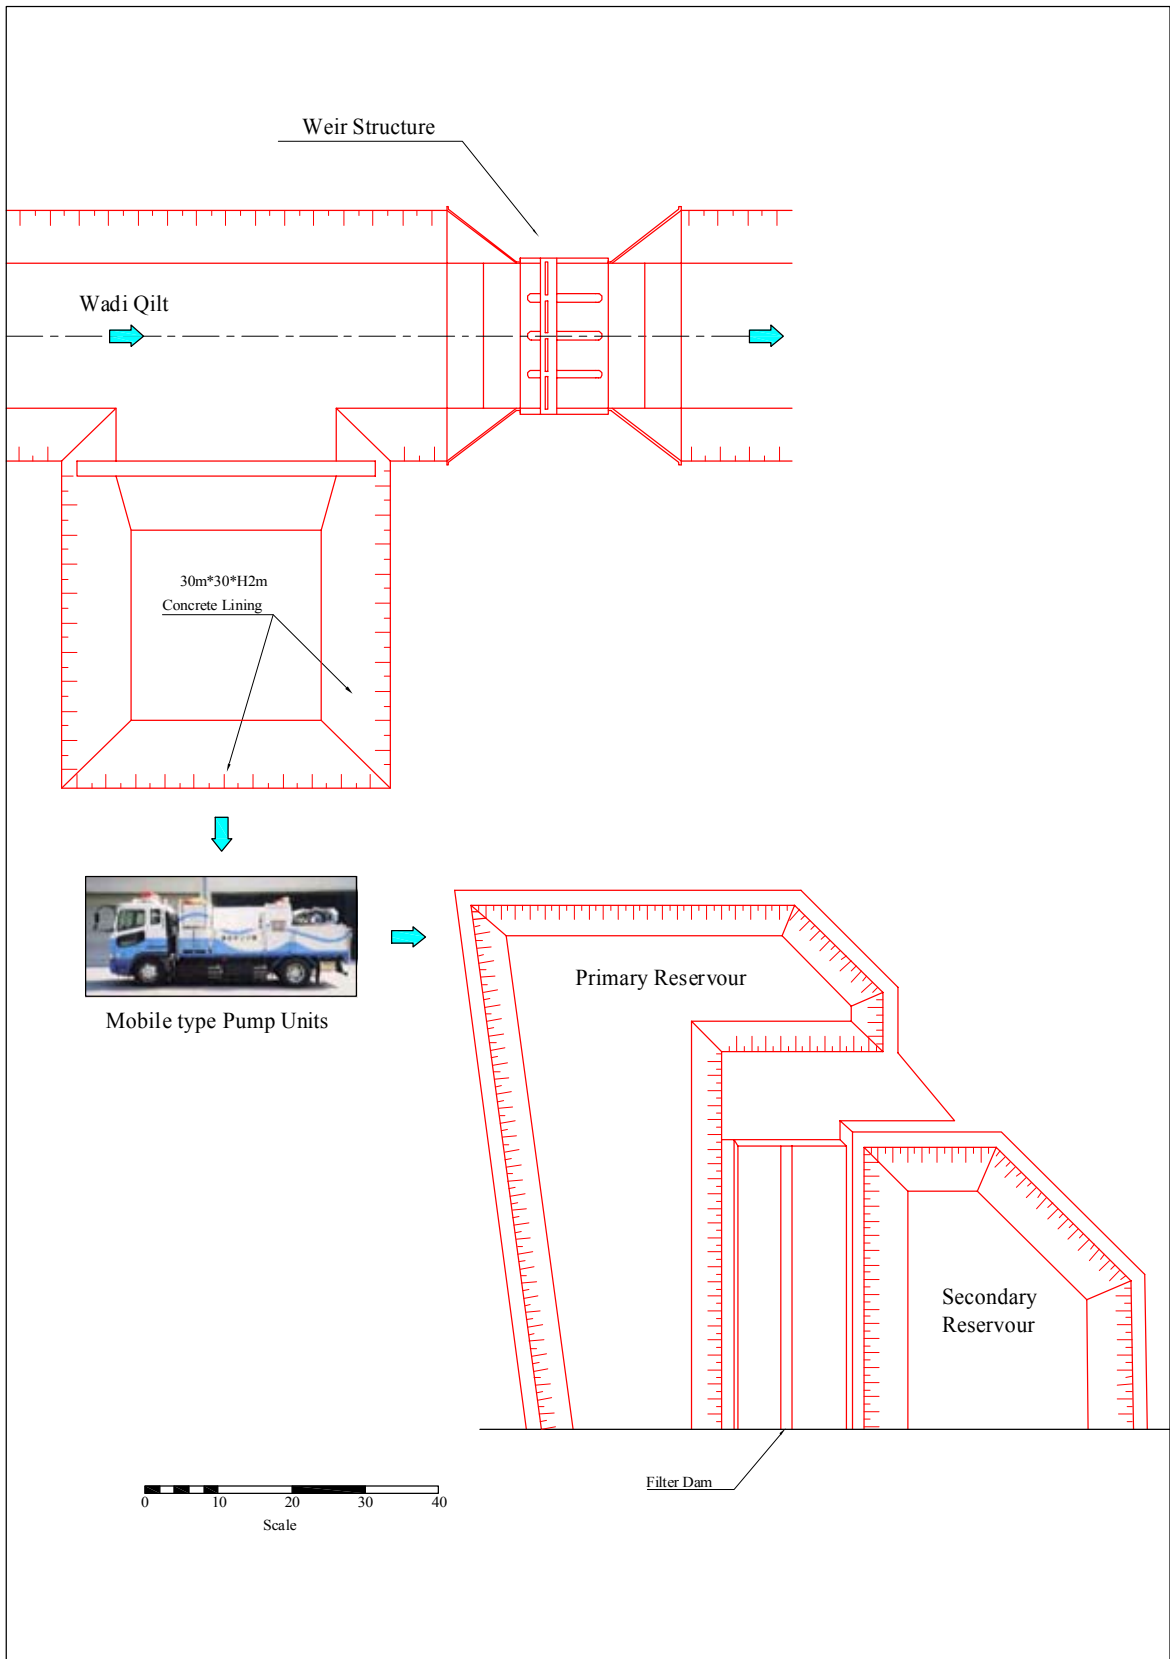 Weir Structure
Wadi Qilt
30m*30*H2m
Concrete Lining
Mobile type Pump Units
Primary Reservour
Secondary
Reservour
Filter Dam
0 10 20 30 40
Scale